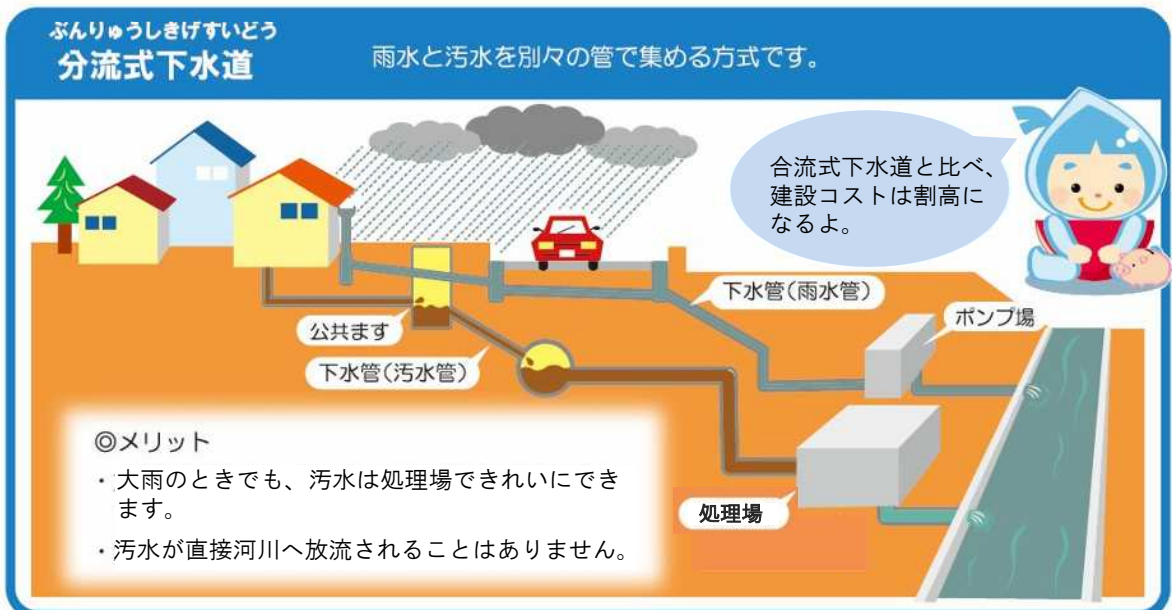 ぶんりゅうしきげすいどう
分流式下水道
雨水と汚水を別々の管で集める方式です。
合流式下水道と比べ、
建設コストは割高に
なるよ。
下水管(雨水管)
ポンプ場
公共ます
下水管(汚水管)
◎メリット
・大雨のときでも、汚水は処理場できれいにでき
ます。
・汚水が直接河川へ放流されることはありません。
処理場